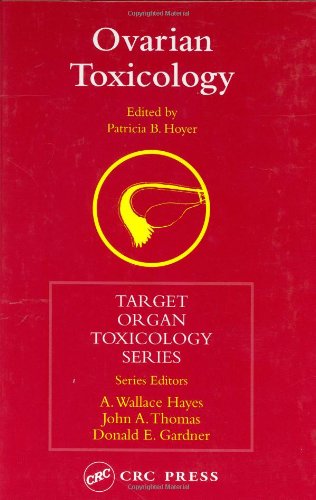 Ovarian
Toxicology
Edited by
Patricia B. Hoyer
TARGET
ORGAN
TOXICOLOGY
SERIES
Series Editors
A. Wallace Hayes
John A. Thomas
Donald E. Gardner
CRC CRC PRESS